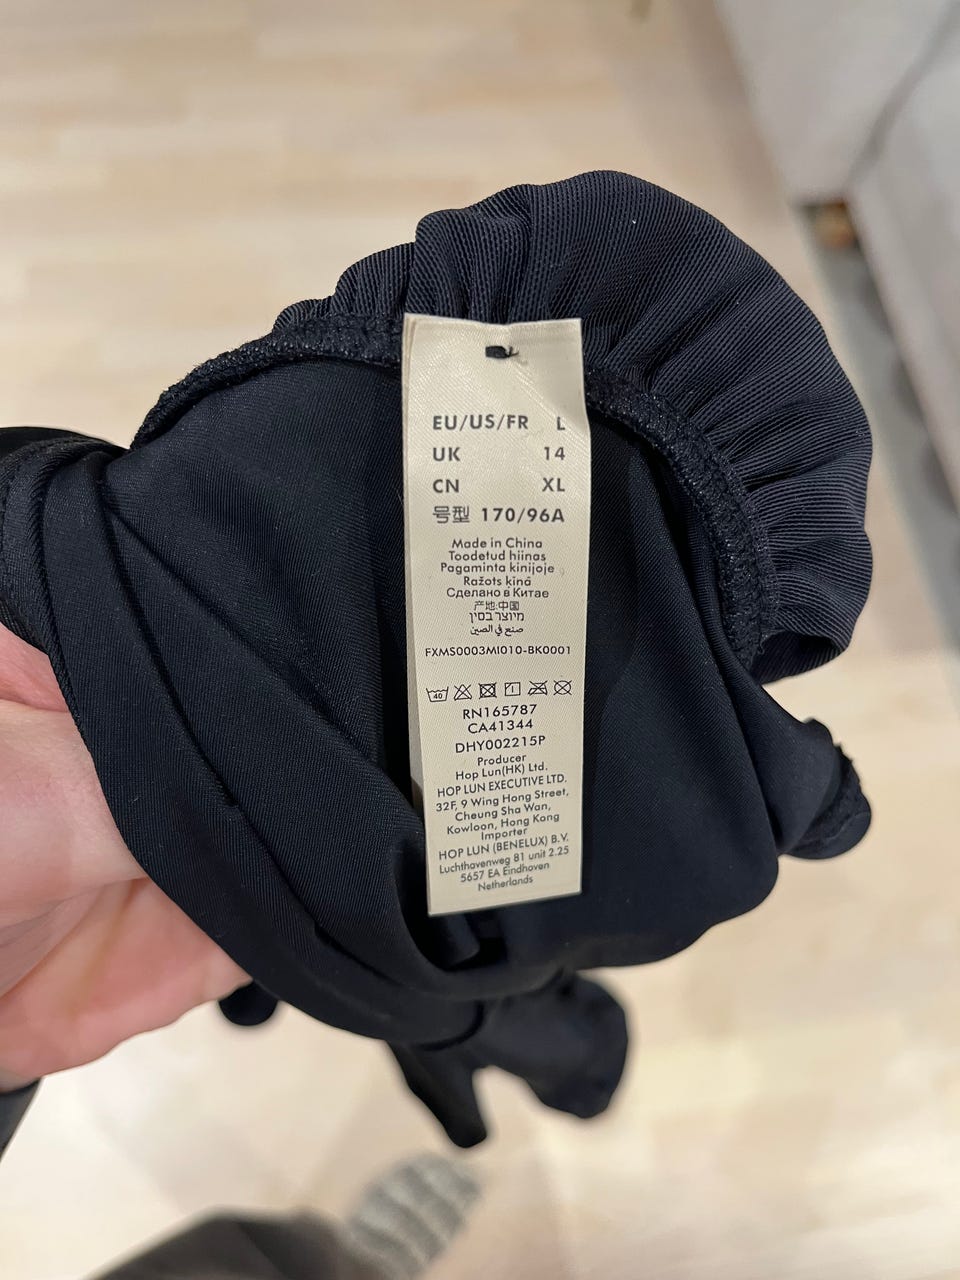 EU/US/FR L
UK 14
CN XL
号型 170/96A
Made in China
Toodetud hiinas
Pagaminta kinijoje
Ražots ķīnā
Сделано в Китае
产地:中国
מיוצר בסין
صنع في الصين
FXMS0003MI010-BK0001
40
RN165787
CA41344
DHY002215P
Producer
Hop Lun(HK) Ltd.
HOP LUN EXECUTIVE LTD.
32F, 9 Wing Hong Street,
Cheung Sha Wan,
Kowloon, Hong Kong
Importer
HOP LUN (BENELUX) B.V.
Luchthavenweg 81 unit 2.25
5657 EA Eindhoven
Netherlands